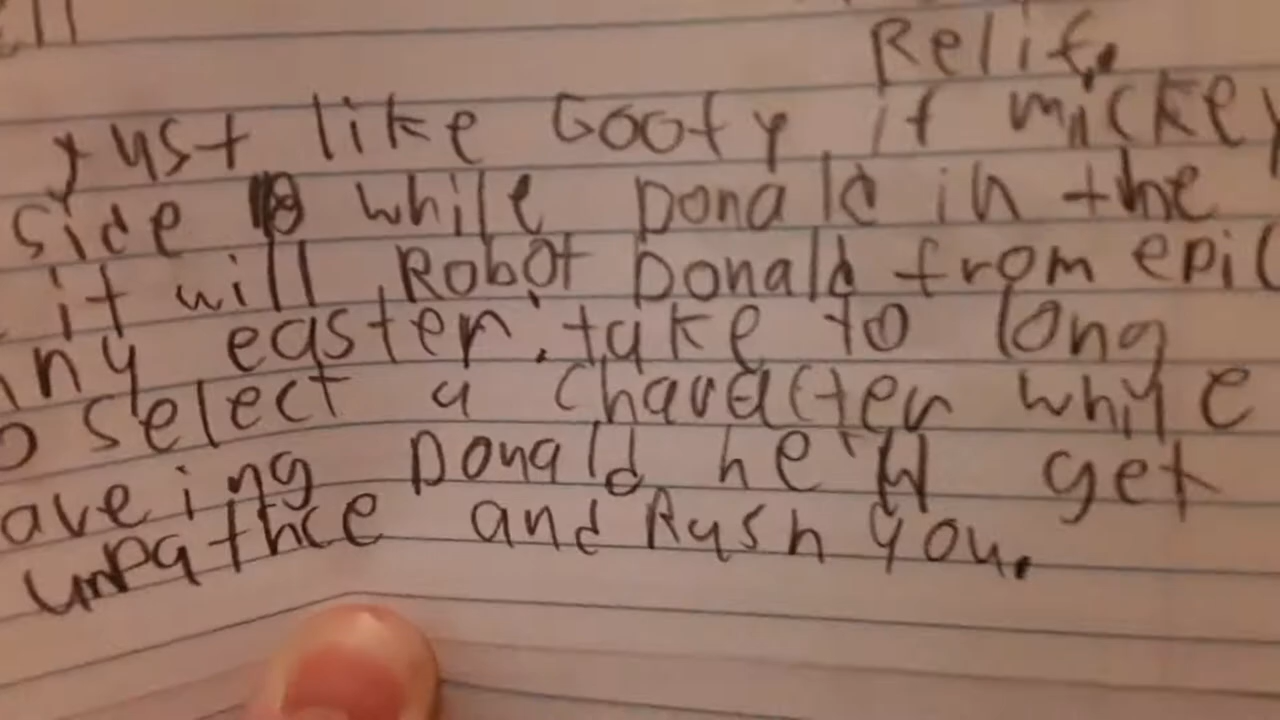 Relif.
Just like Goofy if mickey
side while Donald in the
it will Robot Donald from epic
ny easter. take to long
o select a Character while
aveing Donald he'll get
unpathce and Rush you.